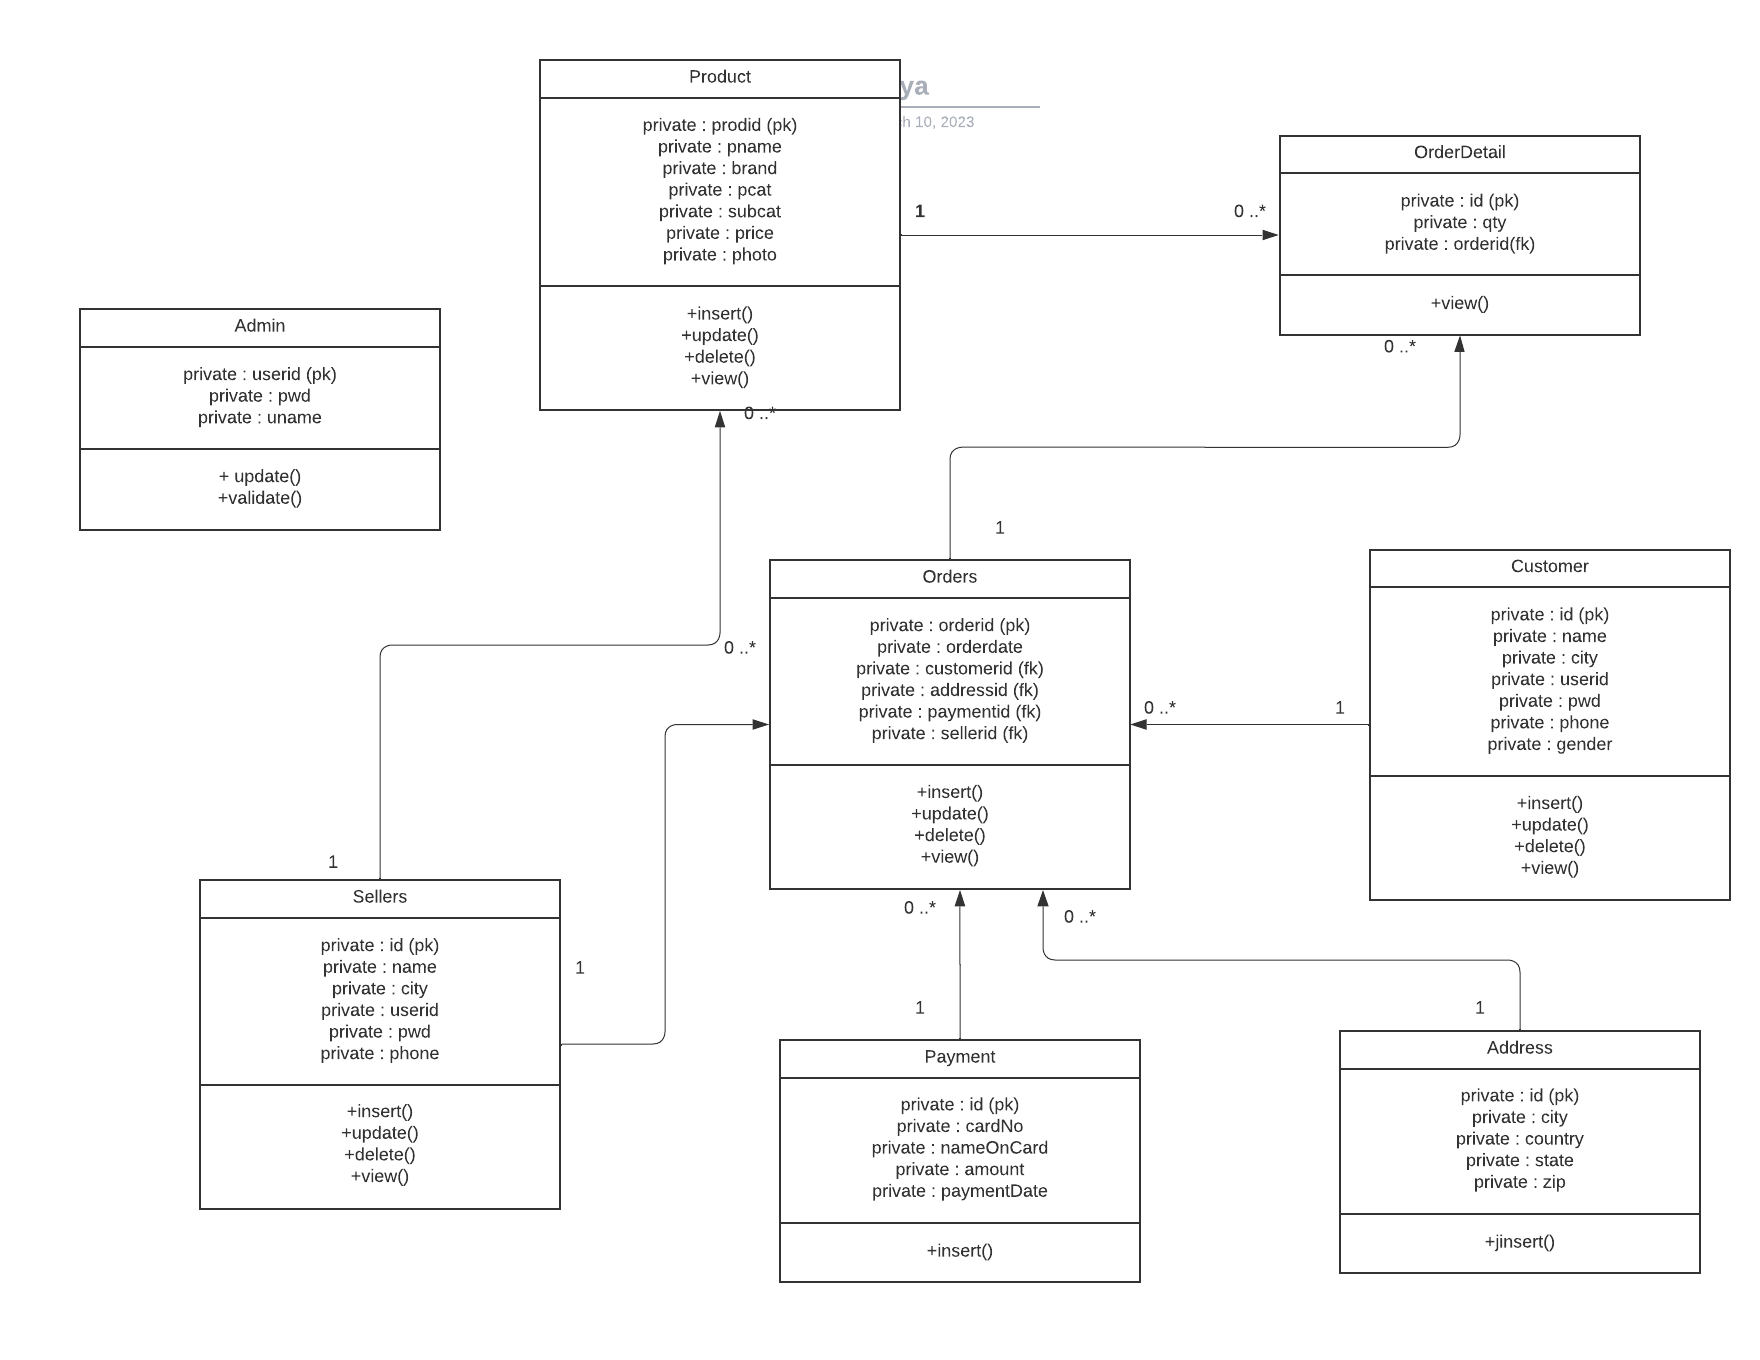 Product
private : prodid (pk)
private : pname
private : brand
private : pcat
private : subcat
private : price
private : photo
+insert()
+update()
+delete()
+view()
0 ..*
10, 2023
1
0 ..*
OrderDetail
private : id (pk)
private : qty
private : orderid(fk)
+view()
0 ..*
Admin
private : userid (pk)
private : pwd
private : uname
+ update()
+validate()
1
Orders
private : orderid (pk)
private : orderdate
private : customerid (fk)
private : addressid (fk)
private : paymentid (fk)
private : sellerid (fk)
+insert()
+update()
+delete()
+view()
0 ..*
0 ..*
1
Customer
private : id (pk)
private : name
private : city
private : userid
private : pwd
private : phone
private : gender
+insert()
+update()
+delete()
+view()
1
Sellers
private : id (pk)
private : name
private : city
private : userid
private : pwd
private : phone
+insert()
+update()
+delete()
+view()
1
0 ..*
0 ..*
1
1
Payment
private : id (pk)
private : cardNo
private : nameOnCard
private : amount
private : paymentDate
+insert()
Address
private : id (pk)
private : city
private : country
private : state
private : zip
+jinsert()